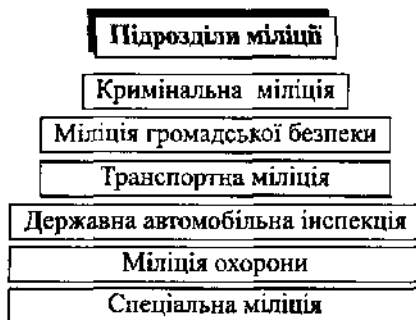 Підрозділи міліції
Кримінальна міліція
Міліція громадської безпеки
Транспортна міліція
Державна автомобільна інспекція
Міліція охорони
Спеціальна міліція